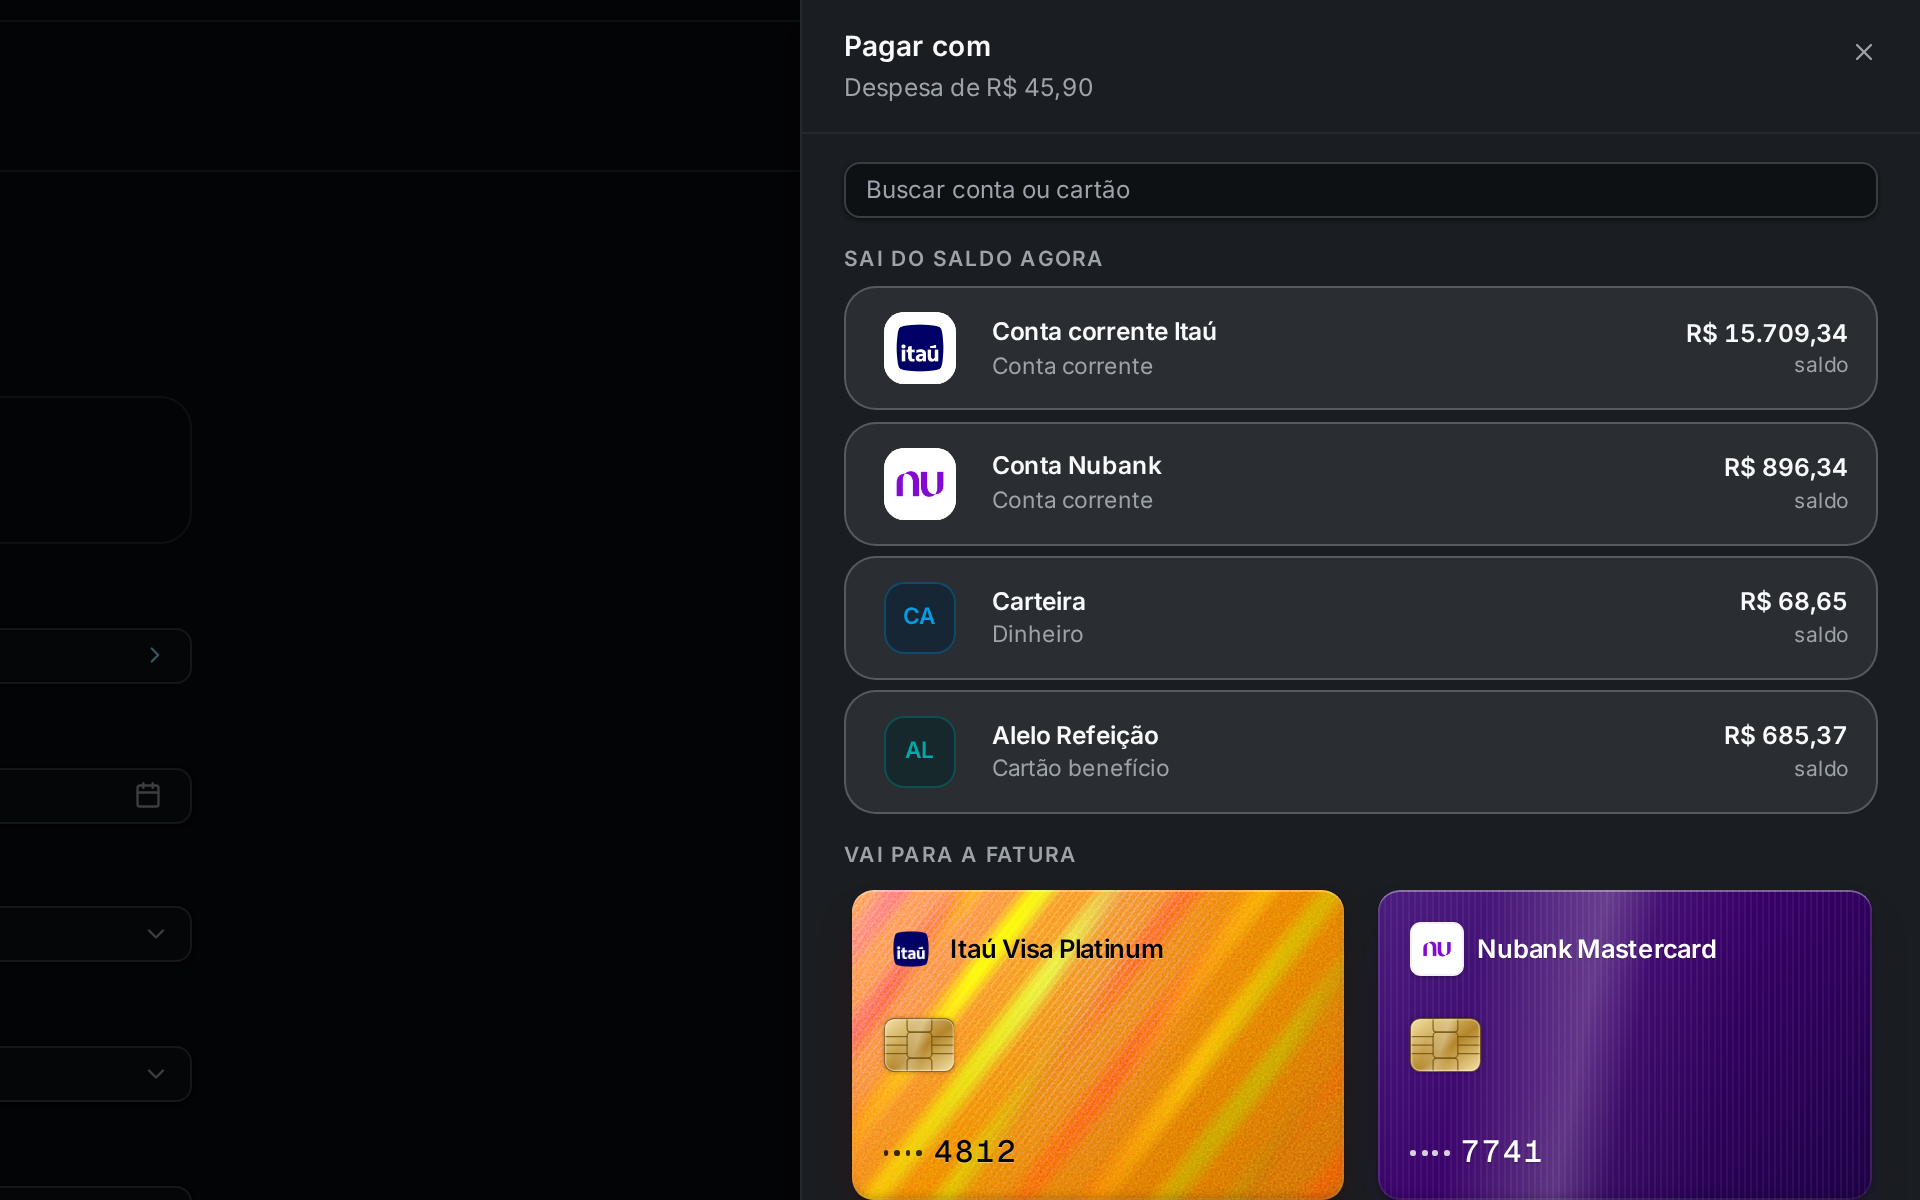 Pagar com
Despesa de R$ 45,90
Buscar conta ou cartão
SAI DO SALDO AGORA
itaú
Conta corrente Itaú
R$ 15.709,34
Conta corrente
saldo
nu
Conta Nubank
R$ 896,34
Conta corrente
saldo
CA
Carteira
R$ 68,65
Dinheiro
saldo
AL
Alelo Refeição
R$ 685,37
Cartão benefício
saldo
VAI PARA A FATURA
itaú Itaú Visa Platinum
nu Nubank Mastercard
•••• 4812
•••• 7741